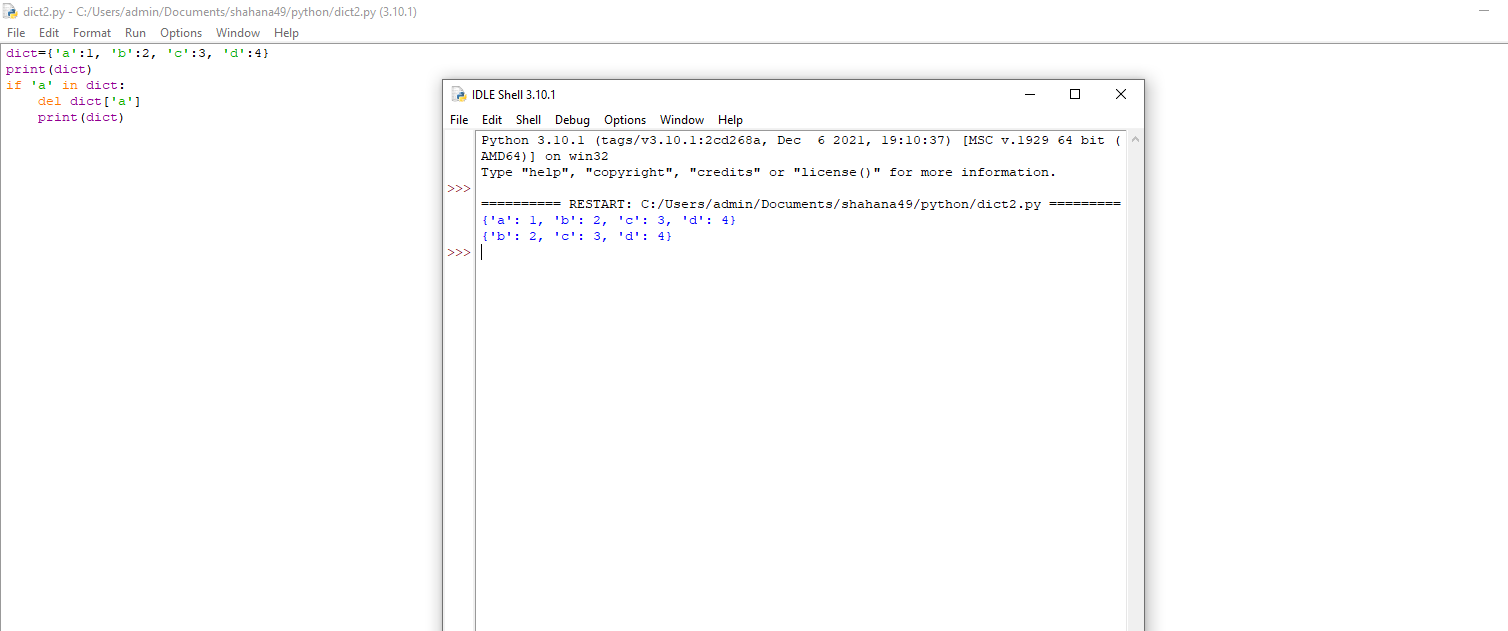 dict2.py - C:/Users/admin/Documents/shahana49/python/dict2.py (3.10.1)
File Edit Format Run Options Window Help
dict={'a':1, 'b':2, 'c':3, 'd':4}
print(dict)
if 'a' in dict:
    del dict['a']
    print(dict)
IDLE Shell 3.10.1
File Edit Shell Debug Options Window Help
Python 3.10.1 (tags/v3.10.1:2cd268a, Dec  6 2021, 19:10:37) [MSC v.1929 64 bit (
AMD64)] on win32
Type "help", "copyright", "credits" or "license()" for more information.
>>>
========== RESTART: C:/Users/admin/Documents/shahana49/python/dict2.py =========
{'a': 1, 'b': 2, 'c': 3, 'd': 4}
{'b': 2, 'c': 3, 'd': 4}
>>>